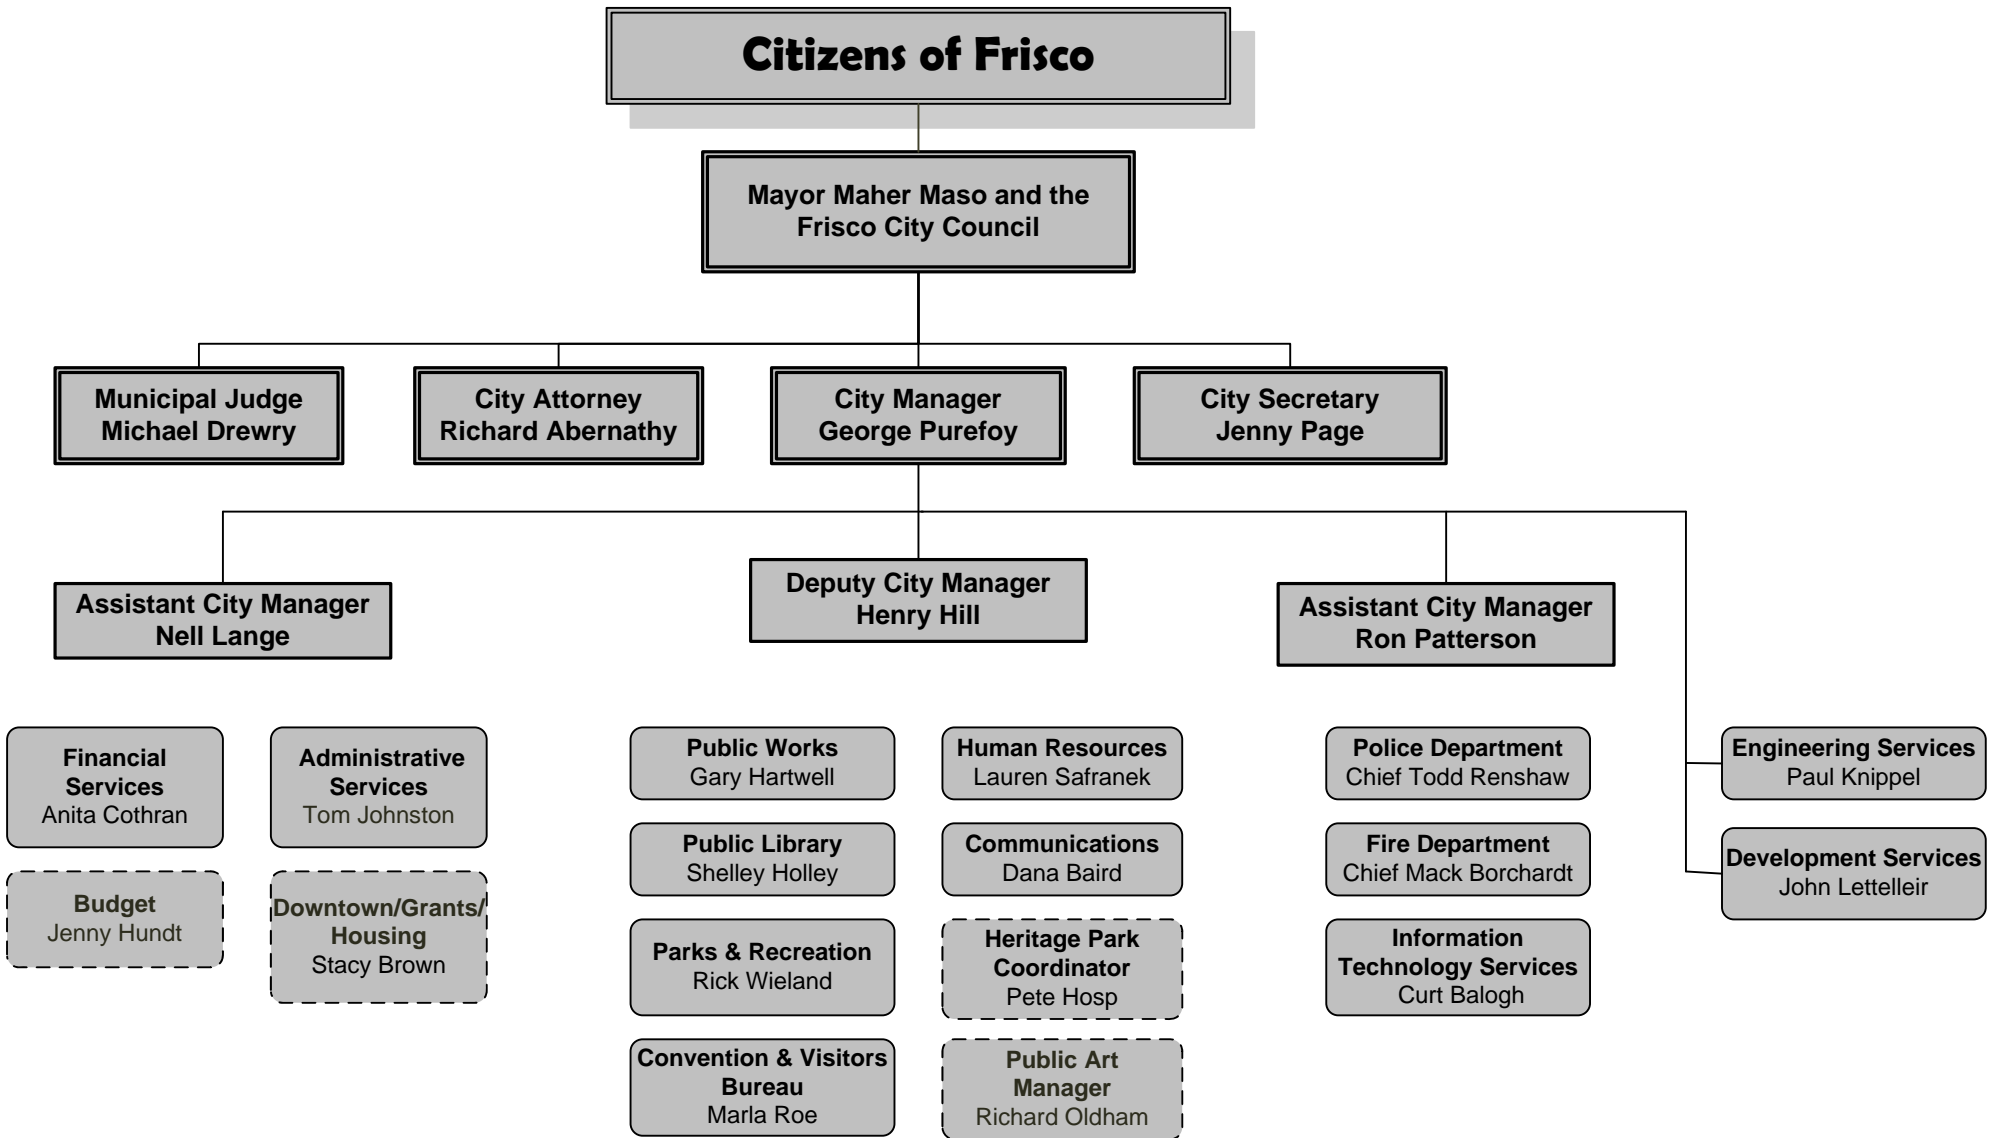 Citizens of Frisco
Mayor Maher Maso and the
Frisco City Council
Municipal Judge
Michael Drewry
City Attorney
Richard Abernathy
City Manager
George Purefoy
City Secretary
Jenny Page
Assistant City Manager
Nell Lange
Deputy City Manager
Henry Hill
Assistant City Manager
Ron Patterson
Financial
Services
Anita Cothran
Administrative
Services
Tom Johnston
Budget
Jenny Hundt
Downtown/Grants/
Housing
Stacy Brown
Public Works
Gary Hartwell
Human Resources
Lauren Safranek
Public Library
Shelley Holley
Communications
Dana Baird
Parks & Recreation
Rick Wieland
Heritage Park
Coordinator
Pete Hosp
Convention & Visitors
Bureau
Marla Roe
Public Art
Manager
Richard Oldham
Police Department
Chief Todd Renshaw
Fire Department
Chief Mack Borchardt
Information
Technology Services
Curt Balogh
Engineering Services
Paul Knippel
Development Services
John Lettelleir